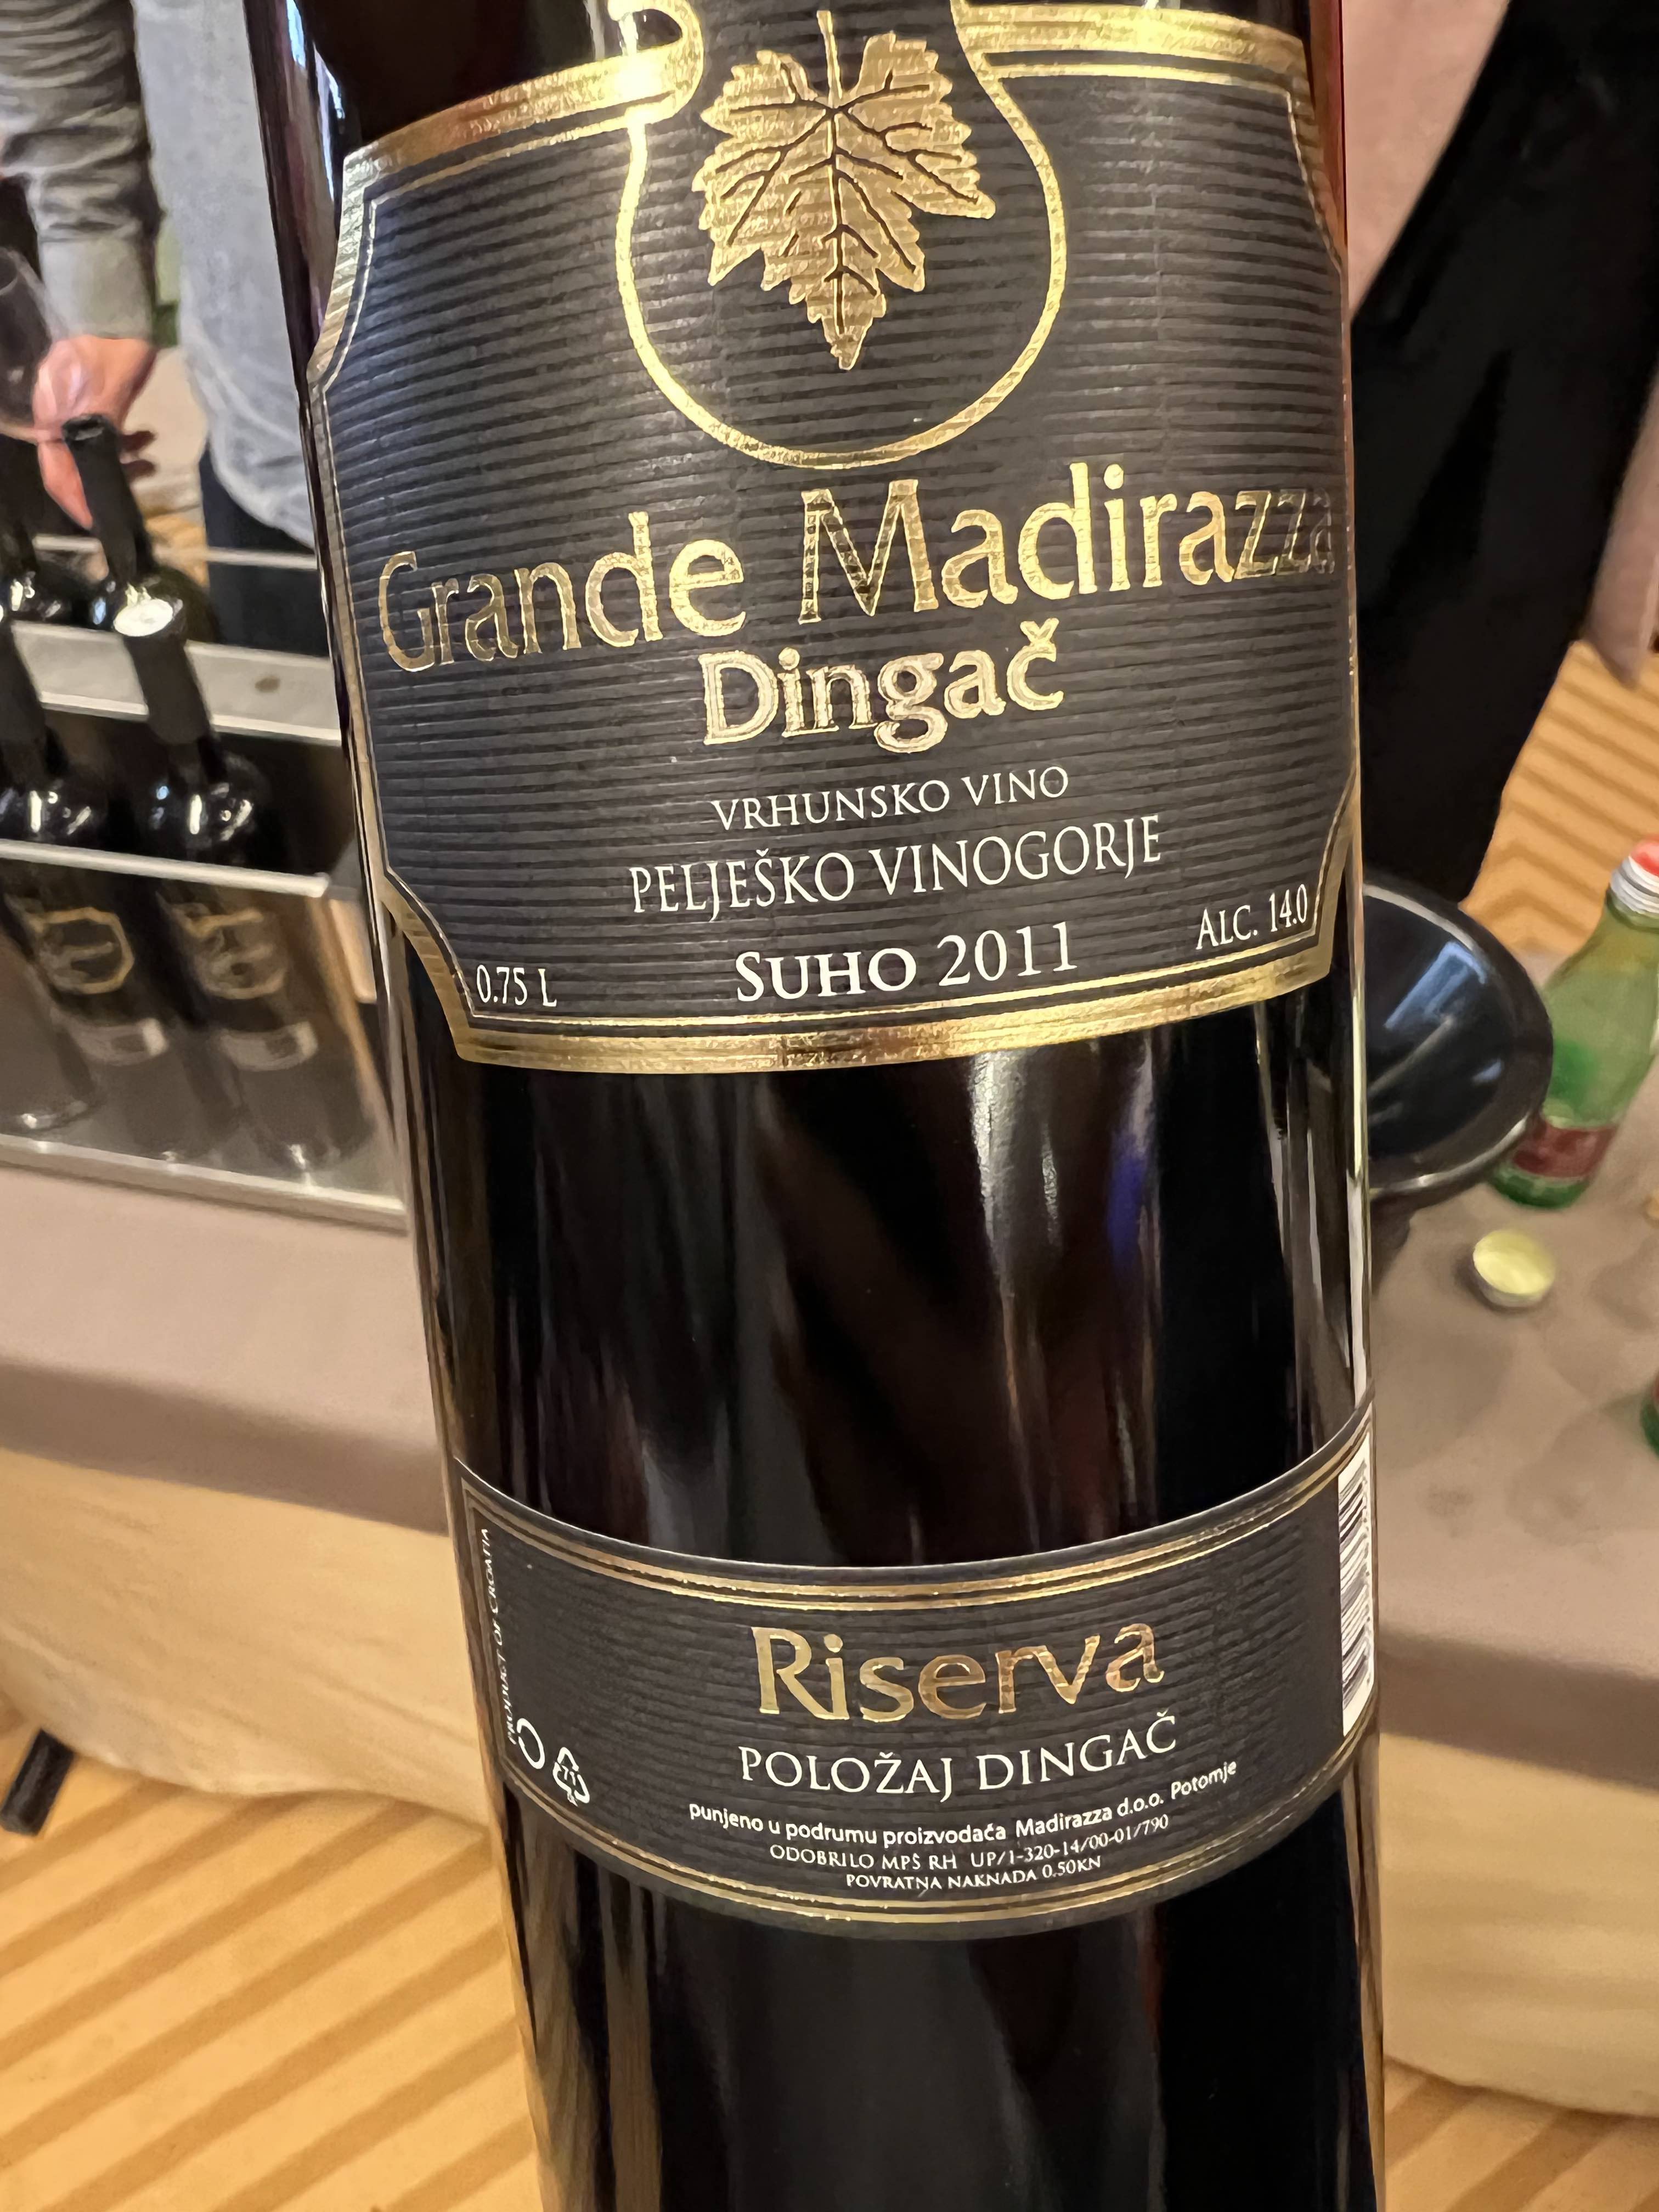 Grande Madirazza
Dingač
VRHUNSKO VINO
PELJEŠKO VINOGORJE
0.75 L
SUHO 2011
ALC. 14.0
PRODUCT OF CROATIA
71
Riserva
POLOŽAJ DINGAČ
punjeno u podrumu proizvođača Madirazza d.o.o. Potomje
ODOBRILO MPŠ RH UP/1-320-14/00-01/790
POVRATNA NAKNADA 0.50KN